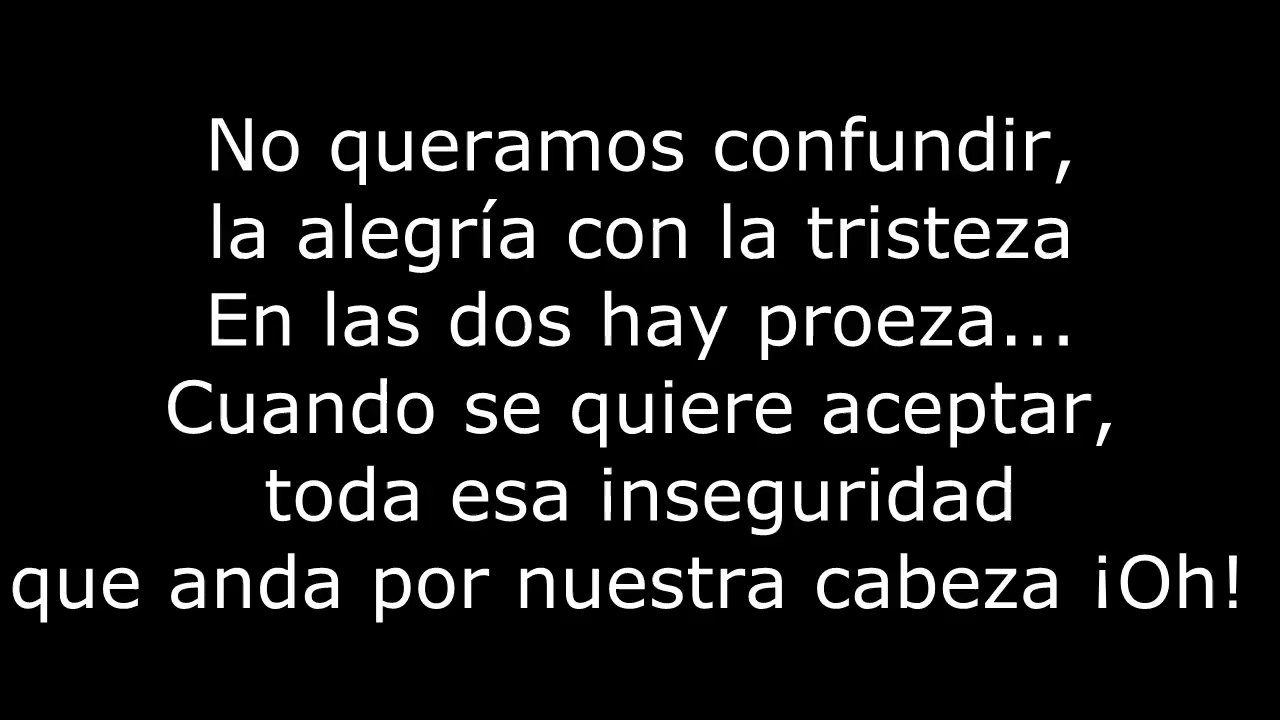 No queramos confundir,
la alegría con la tristeza
En las dos hay proeza...
Cuando se quiere aceptar,
toda esa inseguridad
que anda por nuestra cabeza ¡Oh!